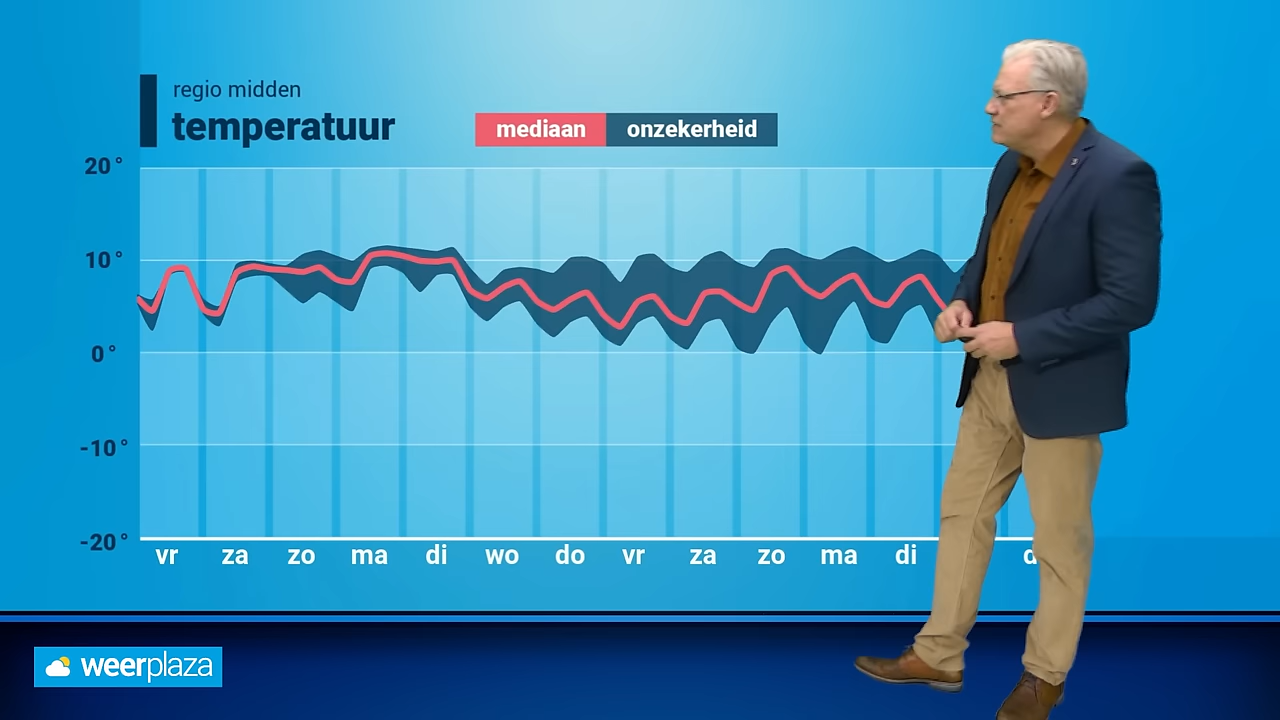 regio midden
temperatuur
mediaan onzekerheid
20°
10°
0°
-10°
-20°
vr za zo ma di wo do vr za zo ma di d
weerplaza